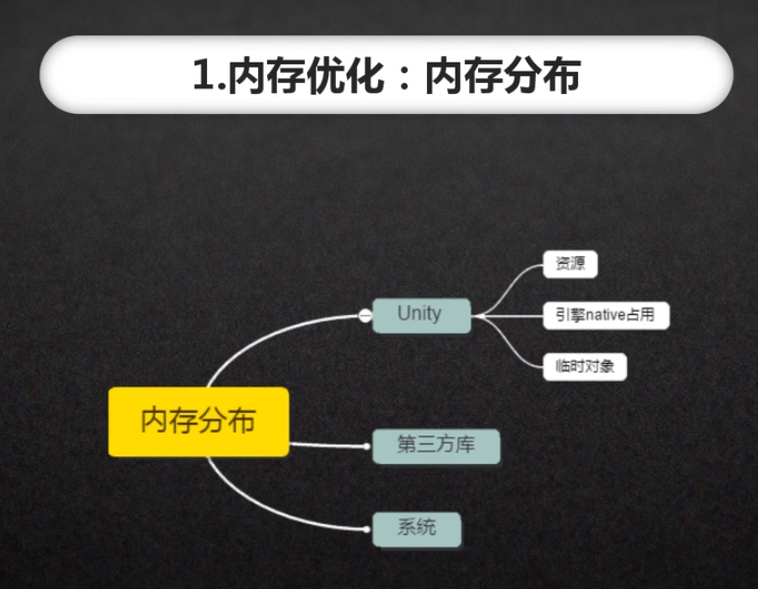 1.内存优化：内存分布
内存分布
Unity
资源
引擎native占用
临时对象
第三方库
系统